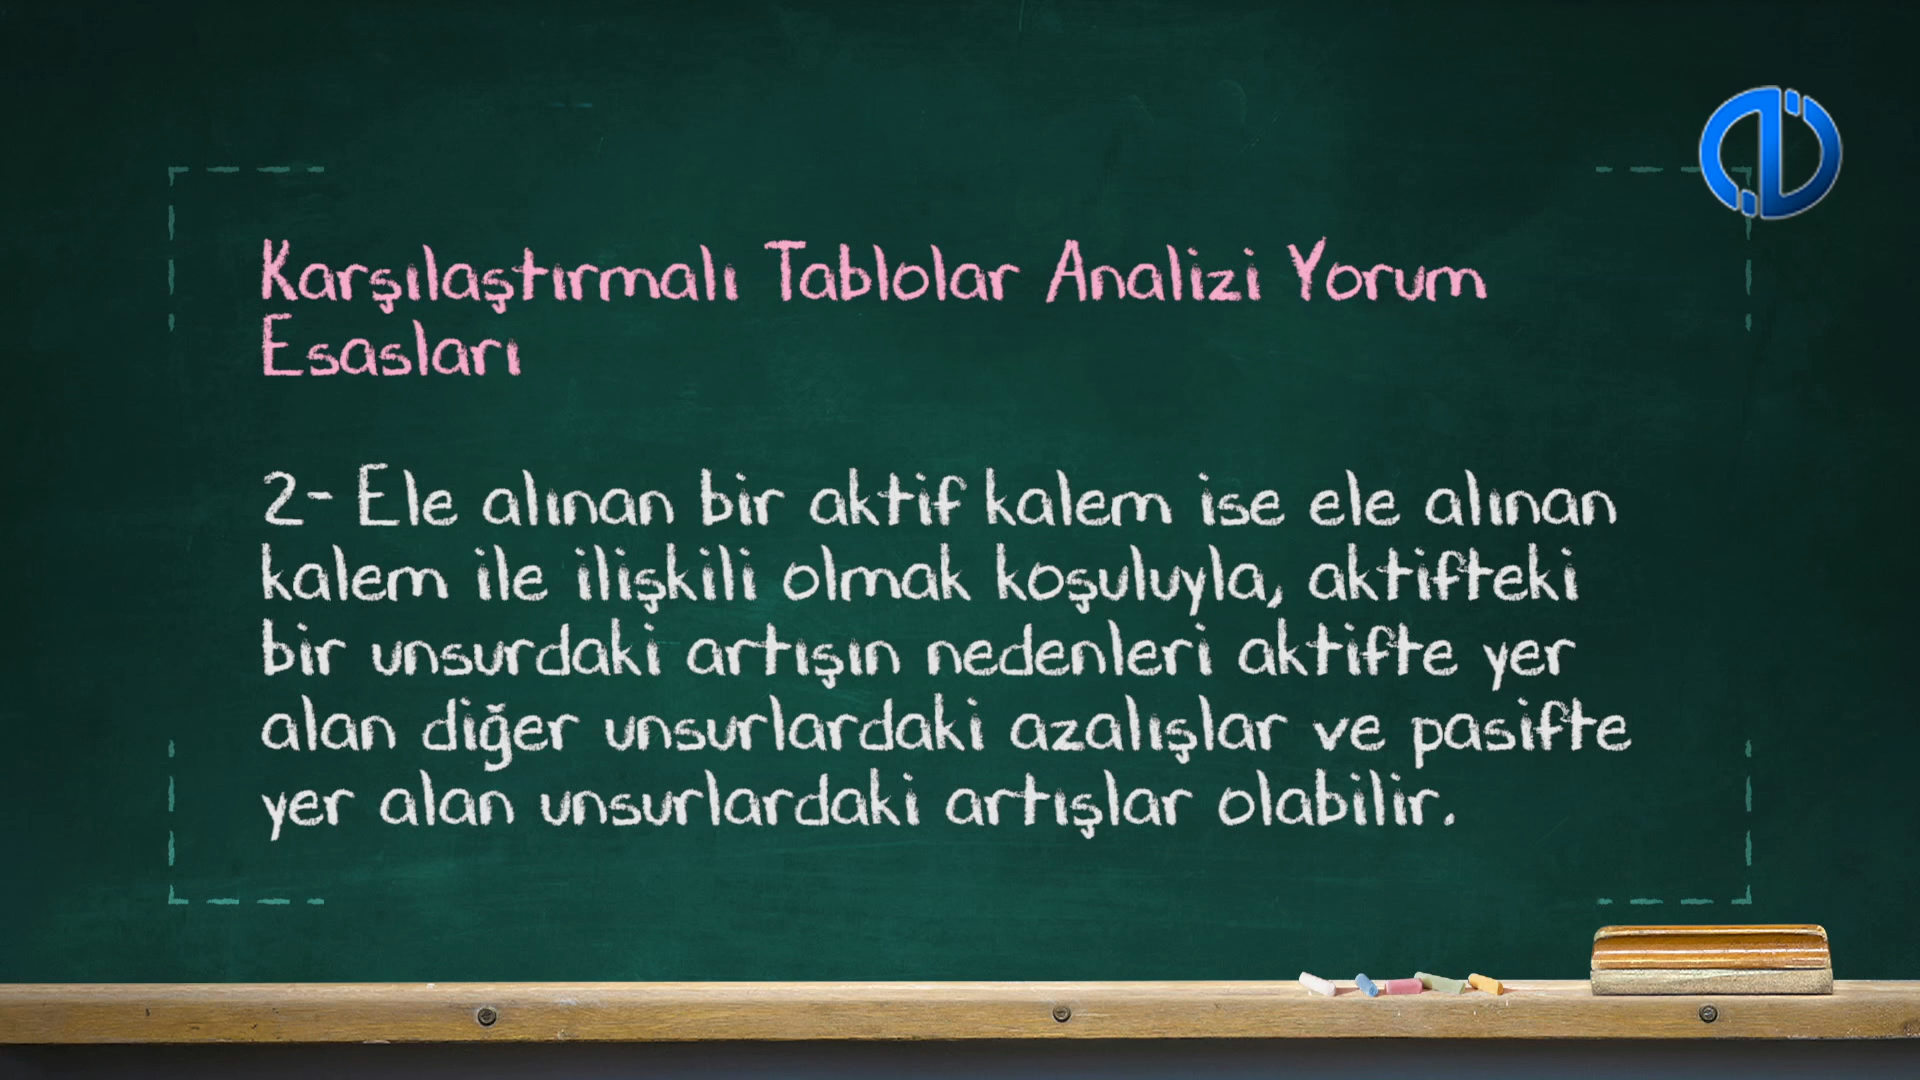 Karşılaştırmalı Tablolar Analizi Yorum
Esasları
2- Ele alınan bir aktif kalem ise ele alınan
kalem ile ilişkili olmak koşuluyla, aktifteki
bir unsurdaki artışın nedenleri aktifte yer
alan diğer unsurlardaki azalışlar ve pasifte
yer alan unsurlardaki artışlar olabilir.